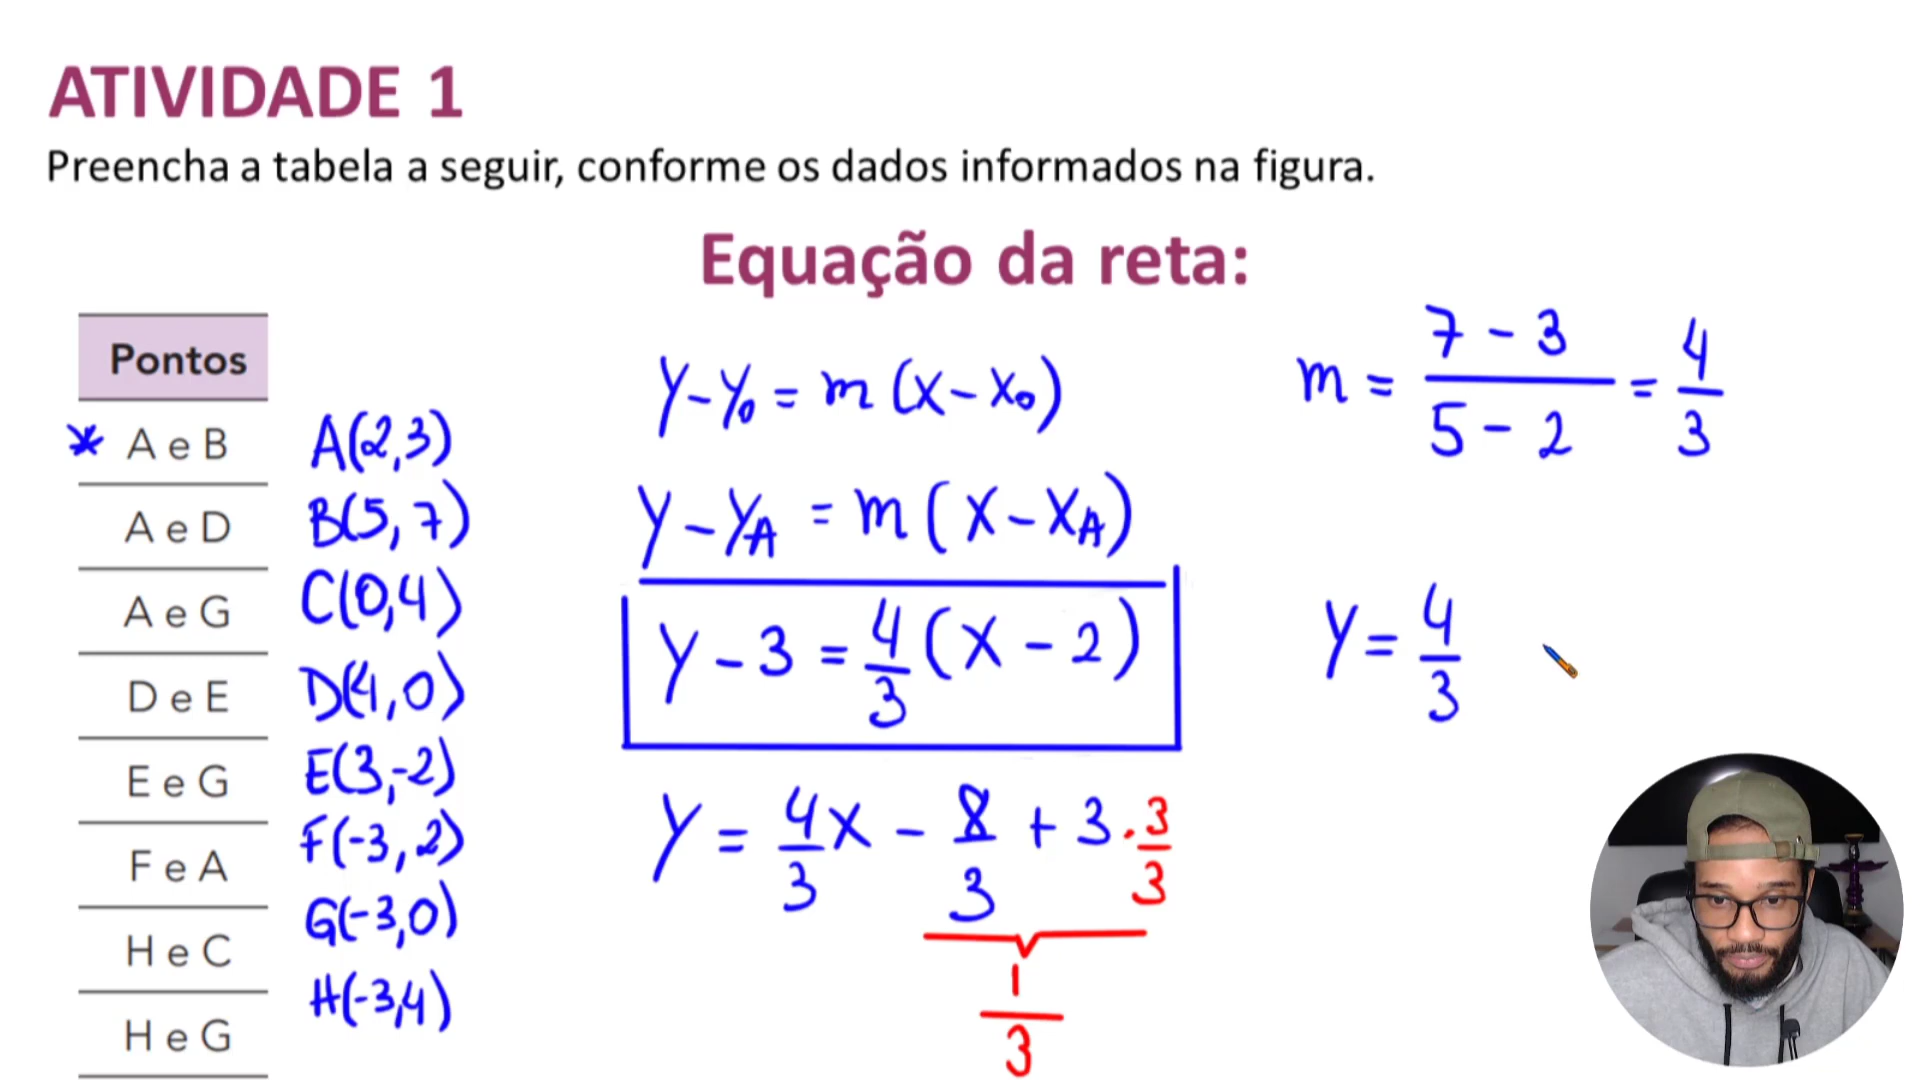 ATIVIDADE 1
Preencha a tabela a seguir, conforme os dados informados na figura.
Equação da reta:
Pontos
* A e B
A e D
A e G
D e E
E e G
F e A
H e C
H e G
A(2,3)
B(5,7)
C(0,4)
D(4,0)
E(3,-2)
F(-3,2)
G(-3,0)
H(-3,4)
y-y₀ = m(x-x₀)
y-y_A = m(x-x_A)
y-3 = 4/3 (x-2)
y = 4/3 x - 8/3 + 3 · 3/3
1/3
m = 7-3 / 5-2 = 4/3
y = 4/3